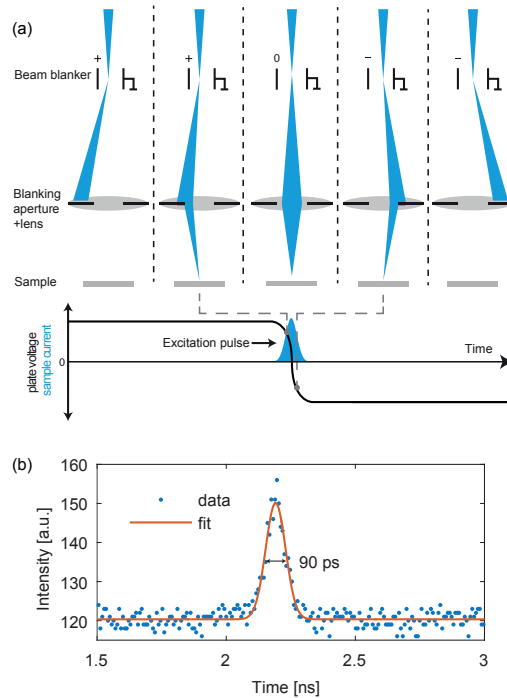 (a)
+ + 0 − −
Beam blanker
Blanking
aperture
+lens
Sample
plate voltage
sample current
0
Excitation pulse
Time
(b)
160
150
140
130
120
Intensity [a.u.]
data
fit
90 ps
1.5 2 2.5 3
Time [ns]